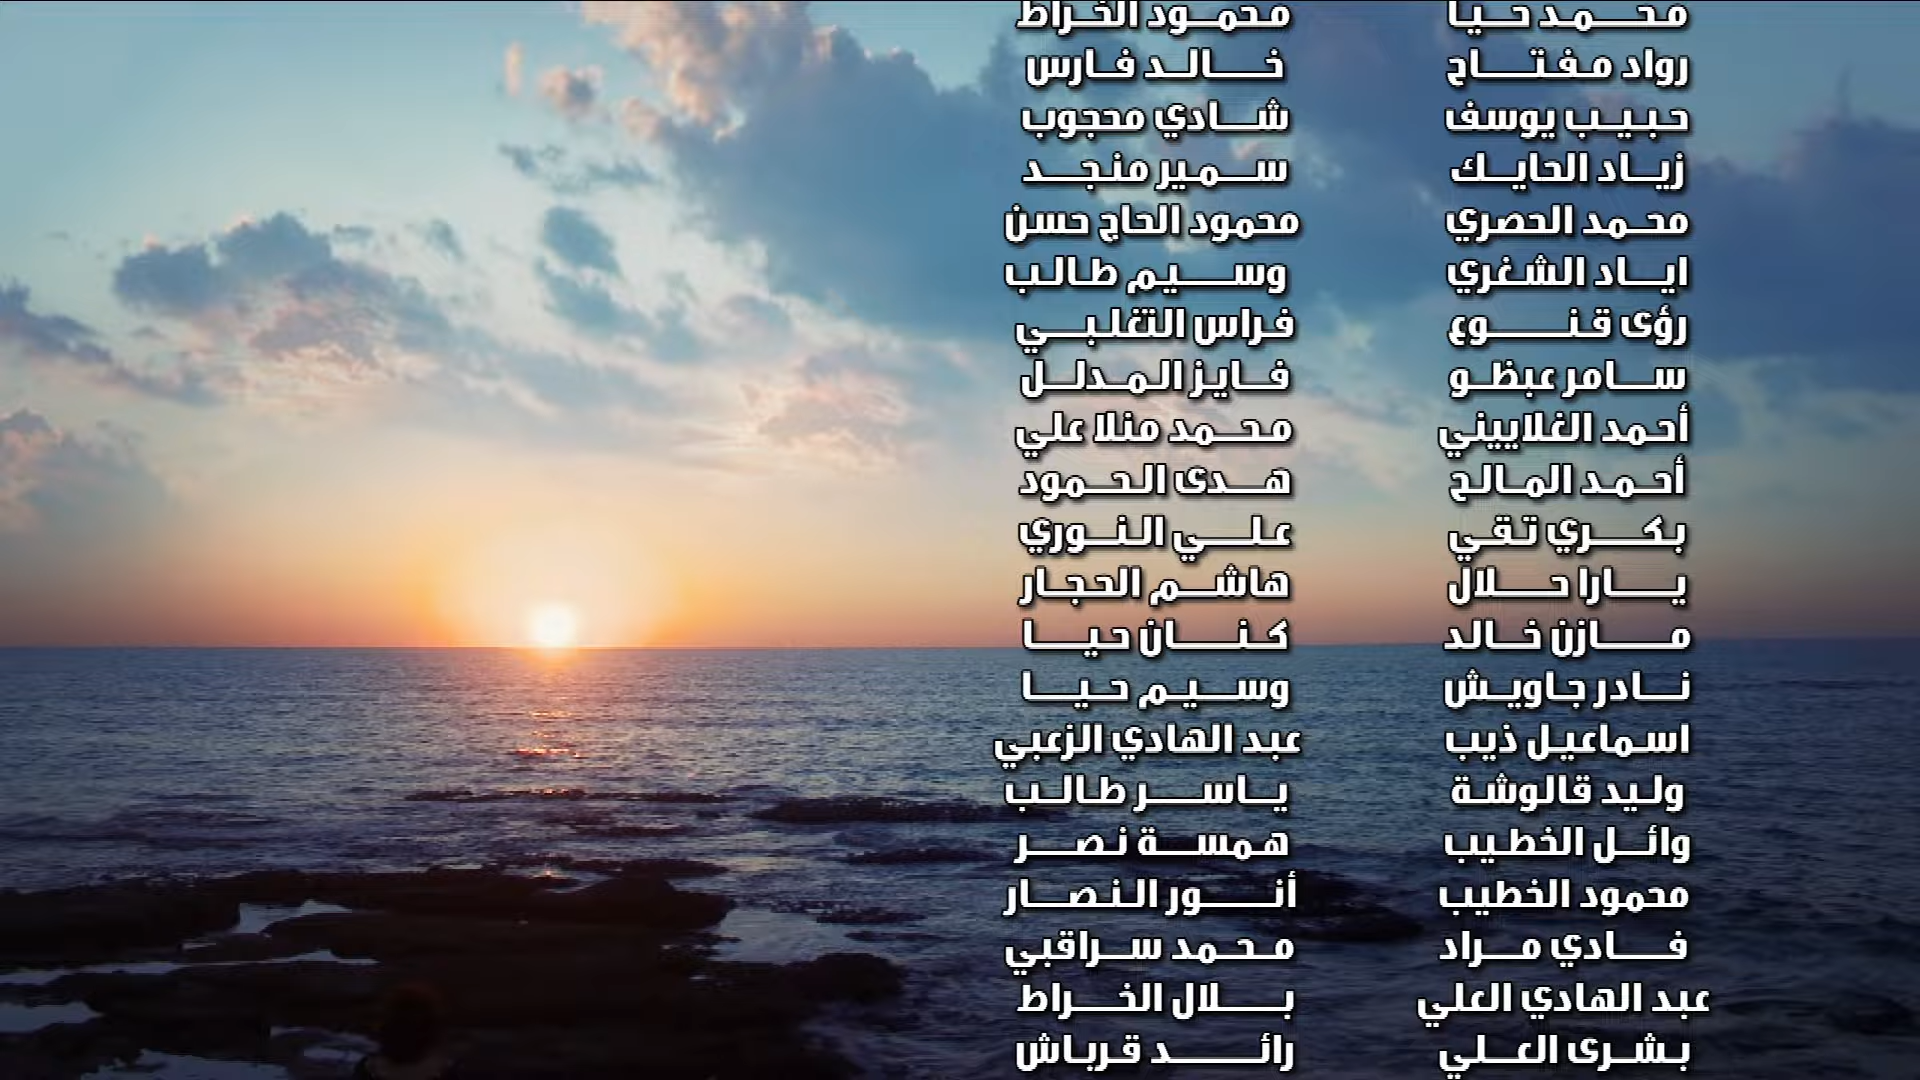 محمد حيا محمود الخراط
رواد مفتاح خالد فارس
حبيب يوسف شادي محجوب
زياد الحايك سمير منجد
محمد الحصري محمود الحاج حسن
اياد الشغري وسيم طالب
رؤى قنوع فراس التغلبي
سامر عبظو فايز المدلل
أحمد الغلاييني محمد منلا علي
أحمد المالح هدى الحمود
بكري تقي علي النوري
يارا حلال هاشم الحجار
مازن خالد كنان حيا
نادر جاويش وسيم حيا
اسماعيل ذيب عبد الهادي الزعبي
وليد قالوشة ياسر طالب
وائل الخطيب همسة نصر
محمود الخطيب أنور النصار
فادي مراد محمد سراقبي
عبد الهادي العلي بلال الخراط
بشرى العلي رائد قرباش